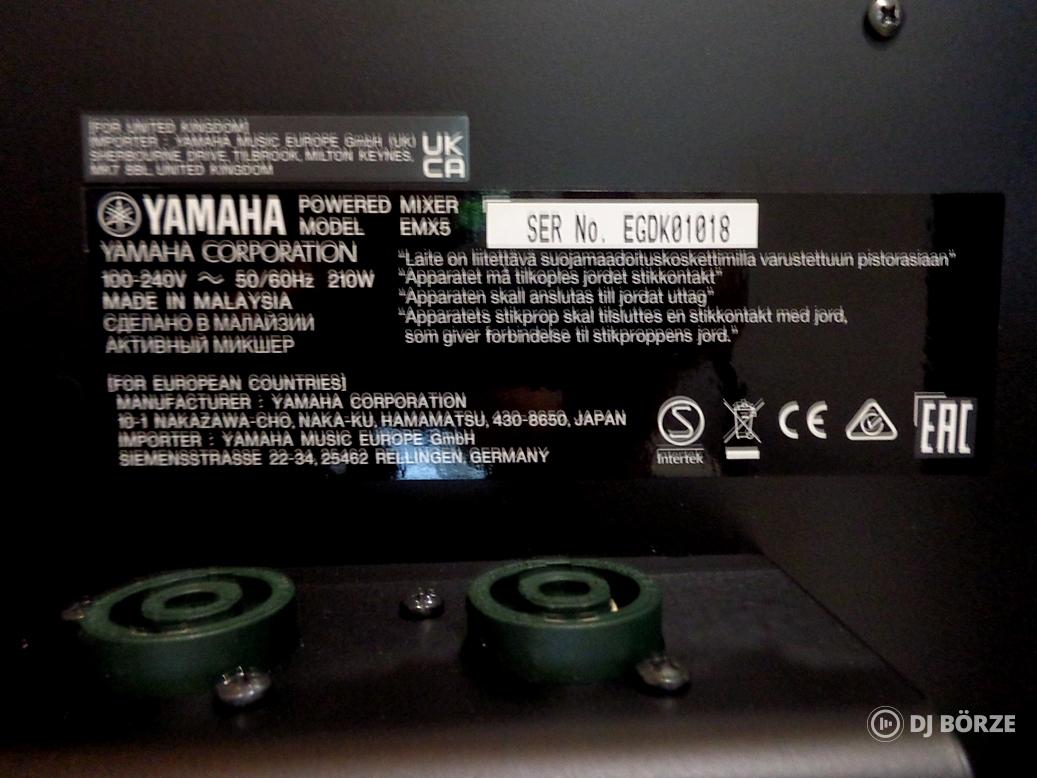 [FOR UNITED KINGDOM]
IMPORTER : YAMAHA MUSIC EUROPE GmbH (UK)
SHERBOURNE DRIVE, TILBROOK, MILTON KEYNES,
MK7 8BL, UNITED KINGDOM
UK
CA
YAMAHA
POWERED MIXER
MODEL EMX5
SER No. EGDK01018
YAMAHA CORPORATION
100-240V ~ 50/60Hz 210W
MADE IN MALAYSIA
СДЕЛАНО В МАЛАЙЗИИ
АКТИВНЫЙ МИКШЕР
"Laite on liitettävä suojamaadoituskoskettimilla varustettuun pistorasiaan"
"Apparatet må tilkoples jordet stikkontakt"
"Apparaten skall anslutas till jordat uttag"
"Apparatets stikprop skal tilsluttes en stikkontakt med jord,
som giver forbindelse til stikproppens jord."
[FOR EUROPEAN COUNTRIES]
MANUFACTURER : YAMAHA CORPORATION
10-1 NAKAZAWA-CHO, NAKA-KU, HAMAMATSU, 430-8650, JAPAN
IMPORTER : YAMAHA MUSIC EUROPE GmbH
SIEMENSSTRASSE 22-34, 25462 RELLINGEN, GERMANY
S
Intertek
CE
EAC
DJ BÖRZE